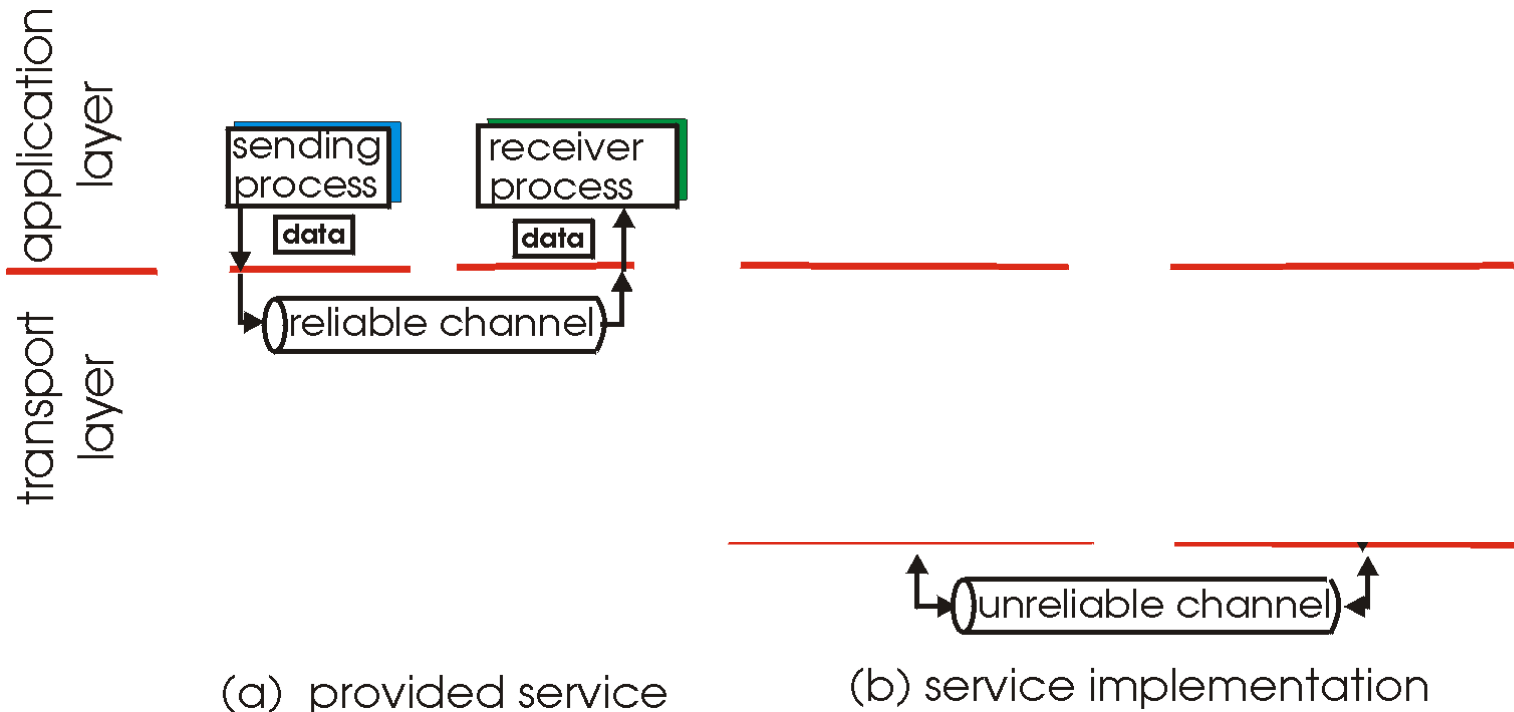 application
layer
transport
layer
sending
process
receiver
process
data
data
reliable channel
unreliable channel
(a) provided service
(b) service implementation